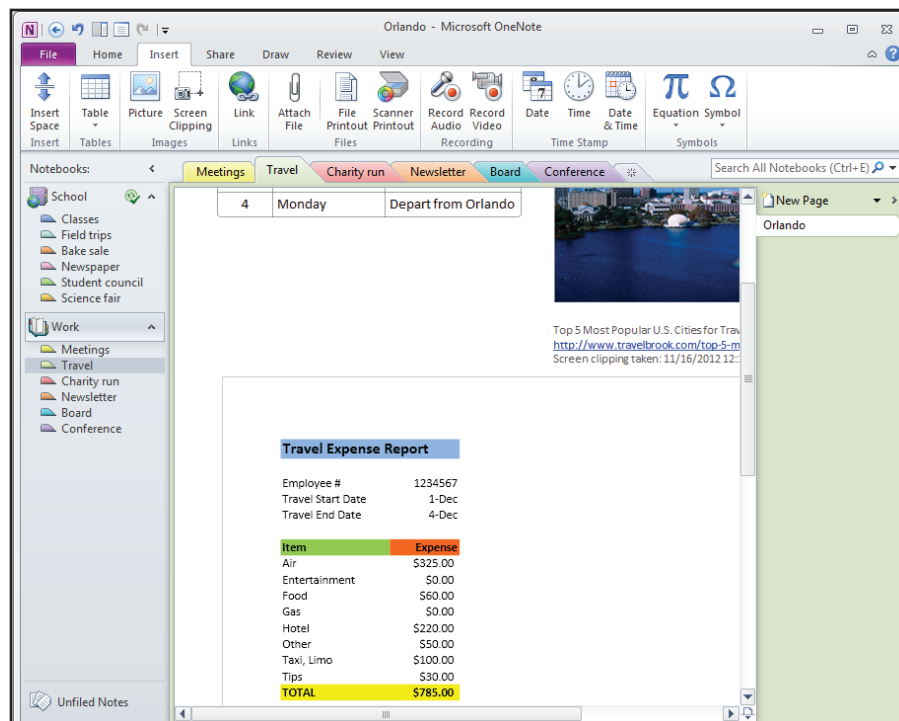 Orlando - Microsoft OneNote
File Home Insert Share Draw Review View
Insert Space
Table
Picture
Screen Clipping
Link
Attach File
File Printout
Scanner Printout
Record Audio
Record Video
Date
Time
Date & Time
Equation
Symbol
Insert Tables Images Links Files Recording Time Stamp Symbols
Notebooks:
Meetings Travel Charity run Newsletter Board Conference
Search All Notebooks (Ctrl+E)
School
Classes
Field trips
Bake sale
Newspaper
Student council
Science fair
Work
Meetings
Travel
Charity run
Newsletter
Board
Conference
Unfiled Notes
4 Monday Depart from Orlando
Top 5 Most Popular U.S. Cities for Trav
http://www.travelbrook.com/top-5-m
Screen clipping taken: 11/16/2012 12:
Travel Expense Report
Employee # 1234567
Travel Start Date 1-Dec
Travel End Date 4-Dec
Item Expense
Air $325.00
Entertainment $0.00
Food $60.00
Gas $0.00
Hotel $220.00
Other $50.00
Taxi, Limo $100.00
Tips $30.00
TOTAL $785.00
New Page
Orlando